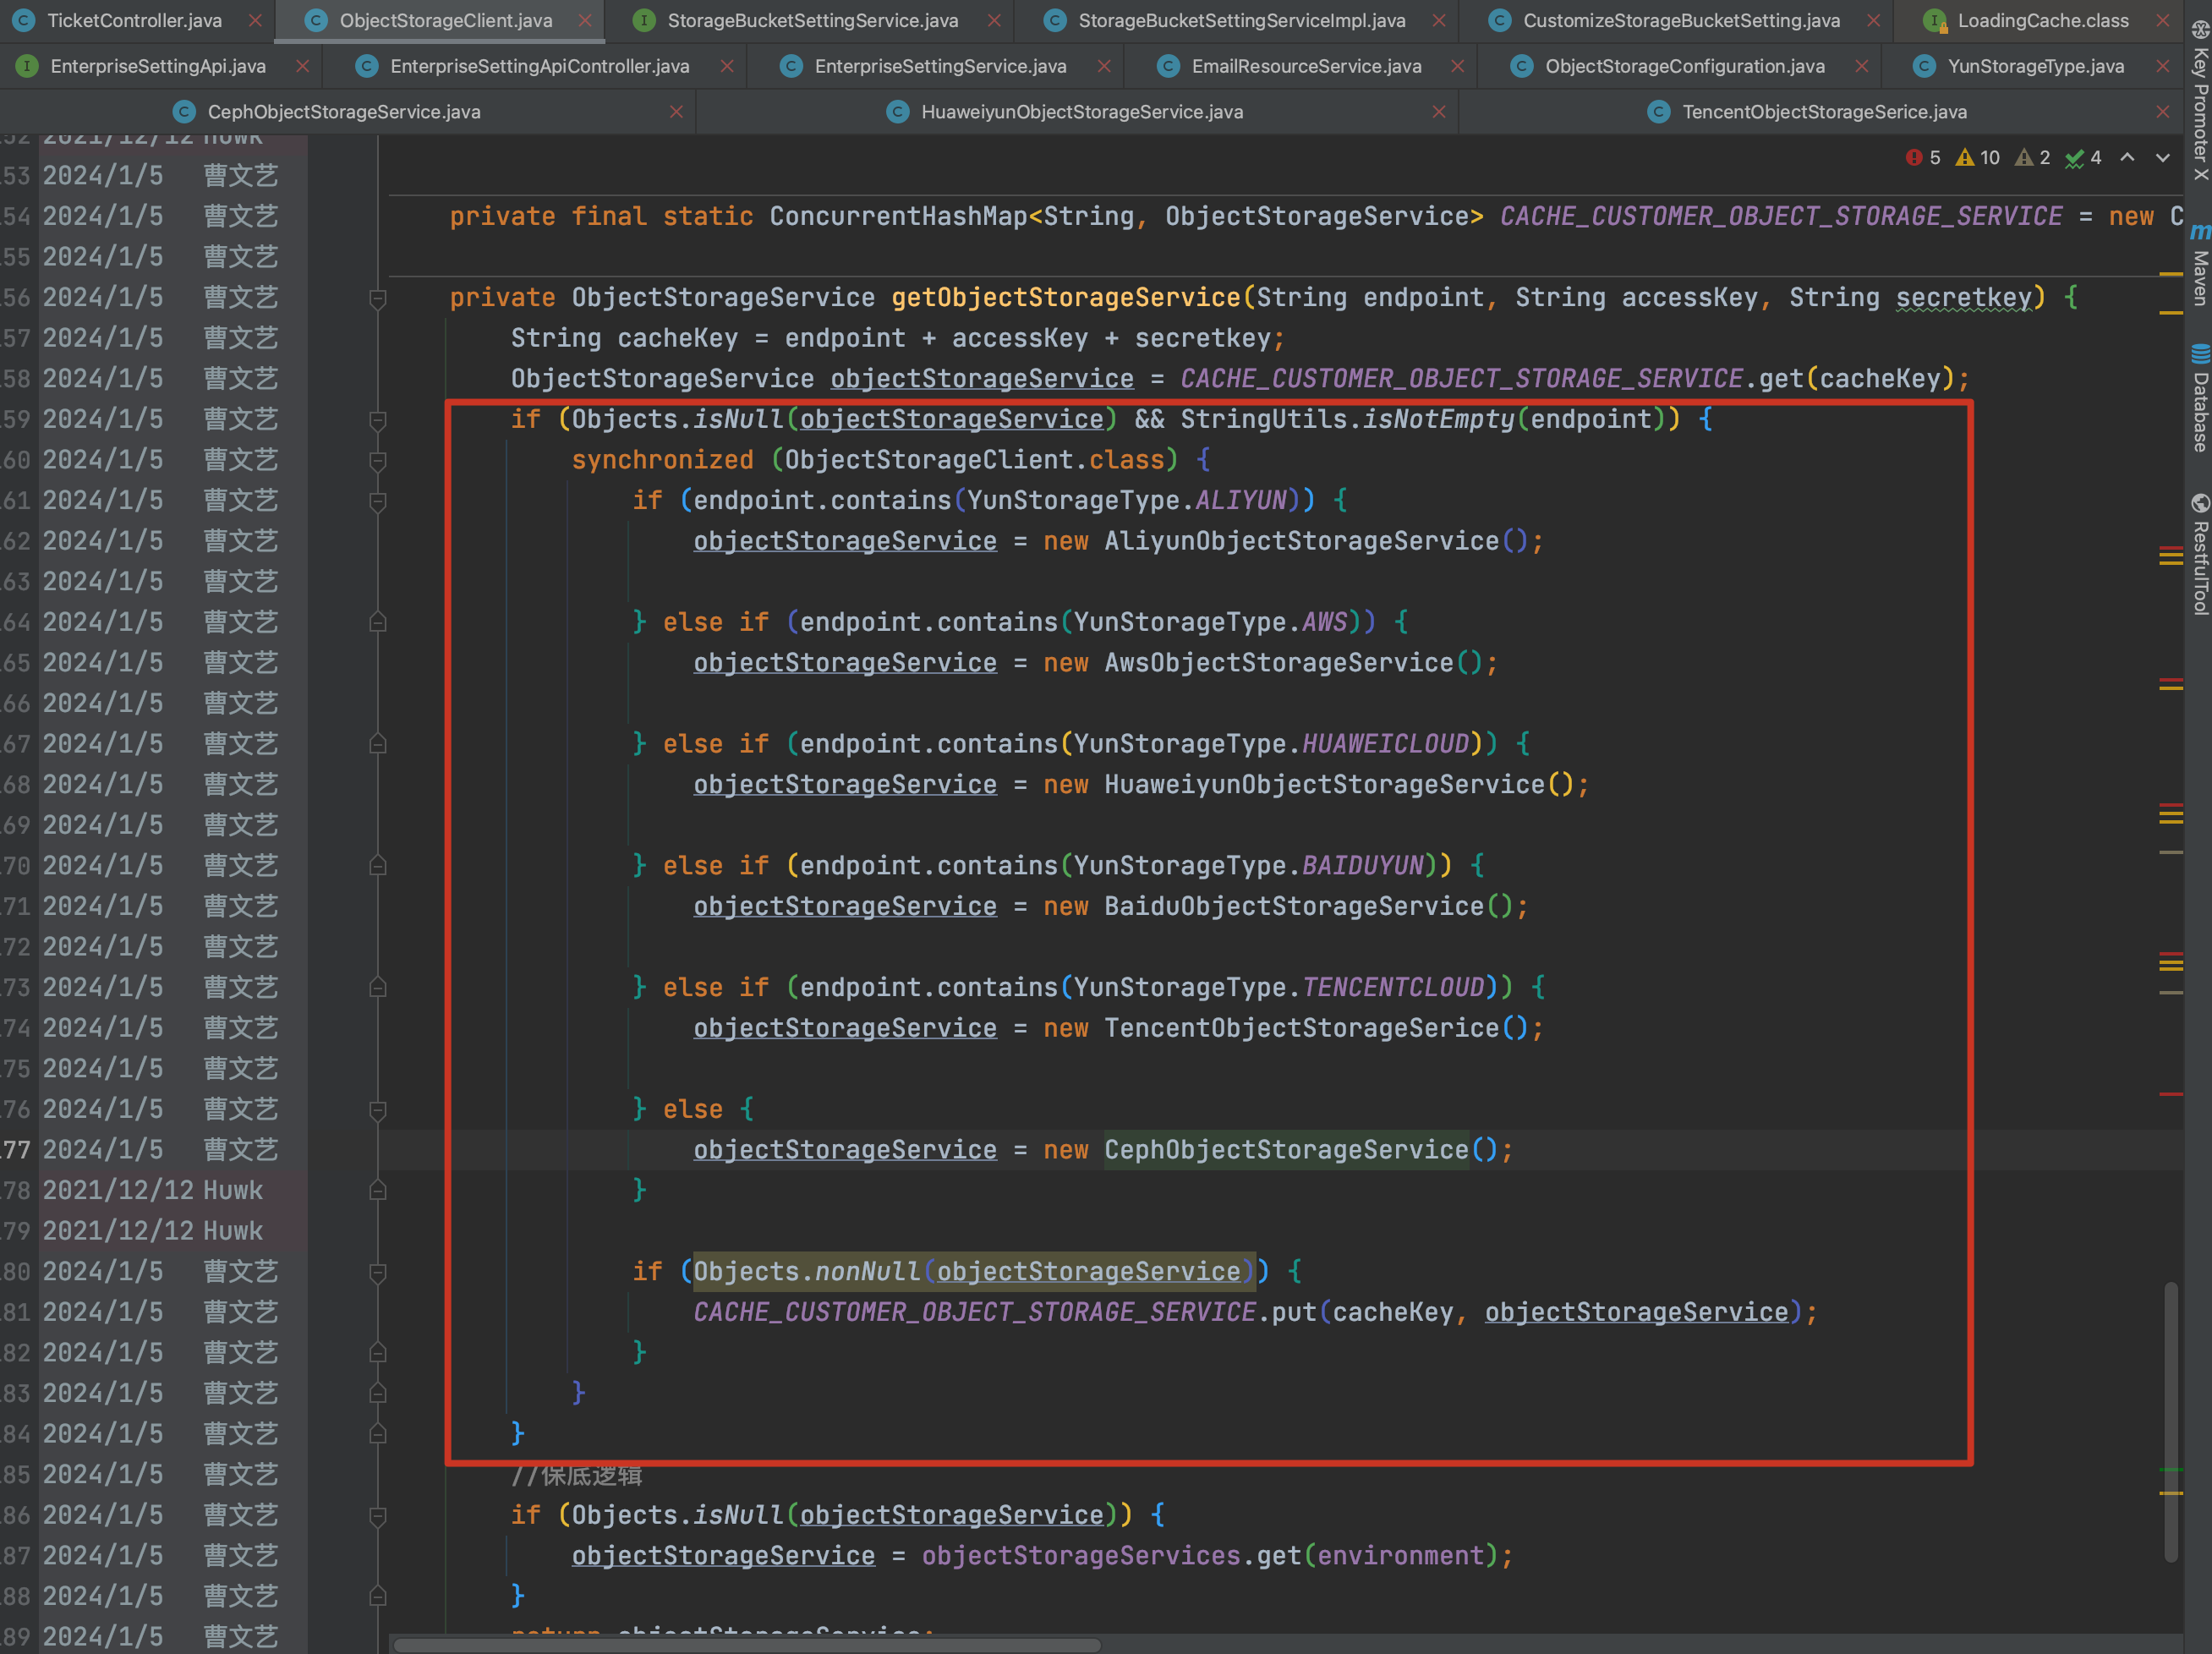 TicketController.java ObjectStorageClient.java StorageBucketSettingService.java StorageBucketSettingServiceImpl.java CustomizeStorageBucketSetting.java LoadingCache.class
EnterpriseSettingApi.java EnterpriseSettingApiController.java EnterpriseSettingService.java EmailResourceService.java ObjectStorageConfiguration.java YunStorageType.java
CephObjectStorageService.java HuaweiyunObjectStorageService.java TencentObjectStorageSerice.java
52 2021/12/12 Huwk
53 2024/1/5 曹文艺 5 10 2 4
54 2024/1/5 曹文艺 private final static ConcurrentHashMap<String, ObjectStorageService> CACHE_CUSTOMER_OBJECT_STORAGE_SERVICE = new C
55 2024/1/5 曹文艺
56 2024/1/5 曹文艺 private ObjectStorageService getObjectStorageService(String endpoint, String accessKey, String secretkey) {
57 2024/1/5 曹文艺 String cacheKey = endpoint + accessKey + secretkey;
58 2024/1/5 曹文艺 ObjectStorageService objectStorageService = CACHE_CUSTOMER_OBJECT_STORAGE_SERVICE.get(cacheKey);
59 2024/1/5 曹文艺 if (Objects.isNull(objectStorageService) && StringUtils.isNotEmpty(endpoint)) {
60 2024/1/5 曹文艺 synchronized (ObjectStorageClient.class) {
61 2024/1/5 曹文艺 if (endpoint.contains(YunStorageType.ALIYUN)) {
62 2024/1/5 曹文艺 objectStorageService = new AliyunObjectStorageService();
63 2024/1/5 曹文艺
64 2024/1/5 曹文艺 } else if (endpoint.contains(YunStorageType.AWS)) {
65 2024/1/5 曹文艺 objectStorageService = new AwsObjectStorageService();
66 2024/1/5 曹文艺
67 2024/1/5 曹文艺 } else if (endpoint.contains(YunStorageType.HUAWEICLOUD)) {
68 2024/1/5 曹文艺 objectStorageService = new HuaweiyunObjectStorageService();
69 2024/1/5 曹文艺
70 2024/1/5 曹文艺 } else if (endpoint.contains(YunStorageType.BAIDUYUN)) {
71 2024/1/5 曹文艺 objectStorageService = new BaiduObjectStorageService();
72 2024/1/5 曹文艺
73 2024/1/5 曹文艺 } else if (endpoint.contains(YunStorageType.TENCENTCLOUD)) {
74 2024/1/5 曹文艺 objectStorageService = new TencentObjectStorageSerice();
75 2024/1/5 曹文艺
76 2024/1/5 曹文艺 } else {
77 2024/1/5 曹文艺 objectStorageService = new CephObjectStorageService();
78 2021/12/12 Huwk }
79 2021/12/12 Huwk
80 2024/1/5 曹文艺 if (Objects.nonNull(objectStorageService)) {
81 2024/1/5 曹文艺 CACHE_CUSTOMER_OBJECT_STORAGE_SERVICE.put(cacheKey, objectStorageService);
82 2024/1/5 曹文艺 }
83 2024/1/5 曹文艺 }
84 2024/1/5 曹文艺 }
85 2024/1/5 曹文艺 //保底逻辑
86 2024/1/5 曹文艺 if (Objects.isNull(objectStorageService)) {
87 2024/1/5 曹文艺 objectStorageService = objectStorageServices.get(environment);
88 2024/1/5 曹文艺 }
89 2024/1/5 曹文艺 return objectStorageService;
Key Promoter X
m Maven
Database
RestfulTool